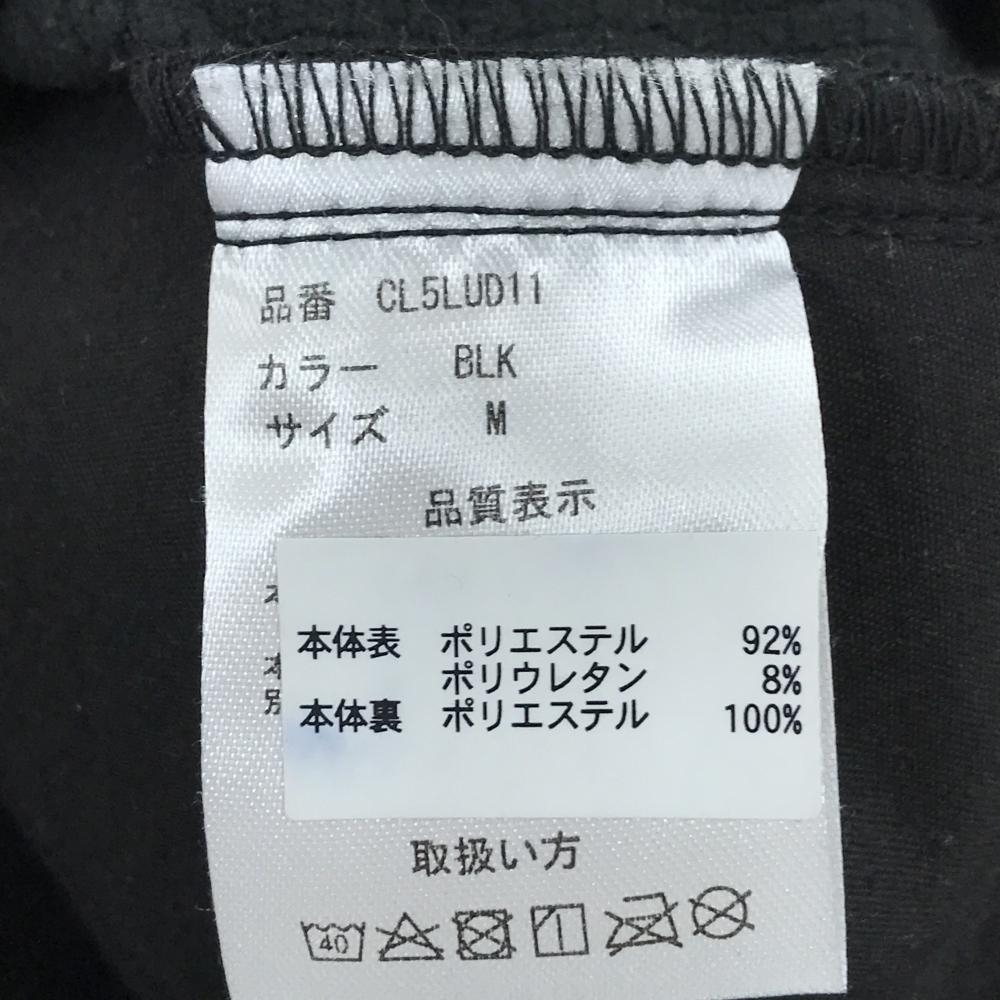 品番 CL5LUD11
カラー BLK
サイズ M
品質表示
本体表 ポリエステル 92%
ポリウレタン 8%
本体裏 ポリエステル 100%
取扱い方
40